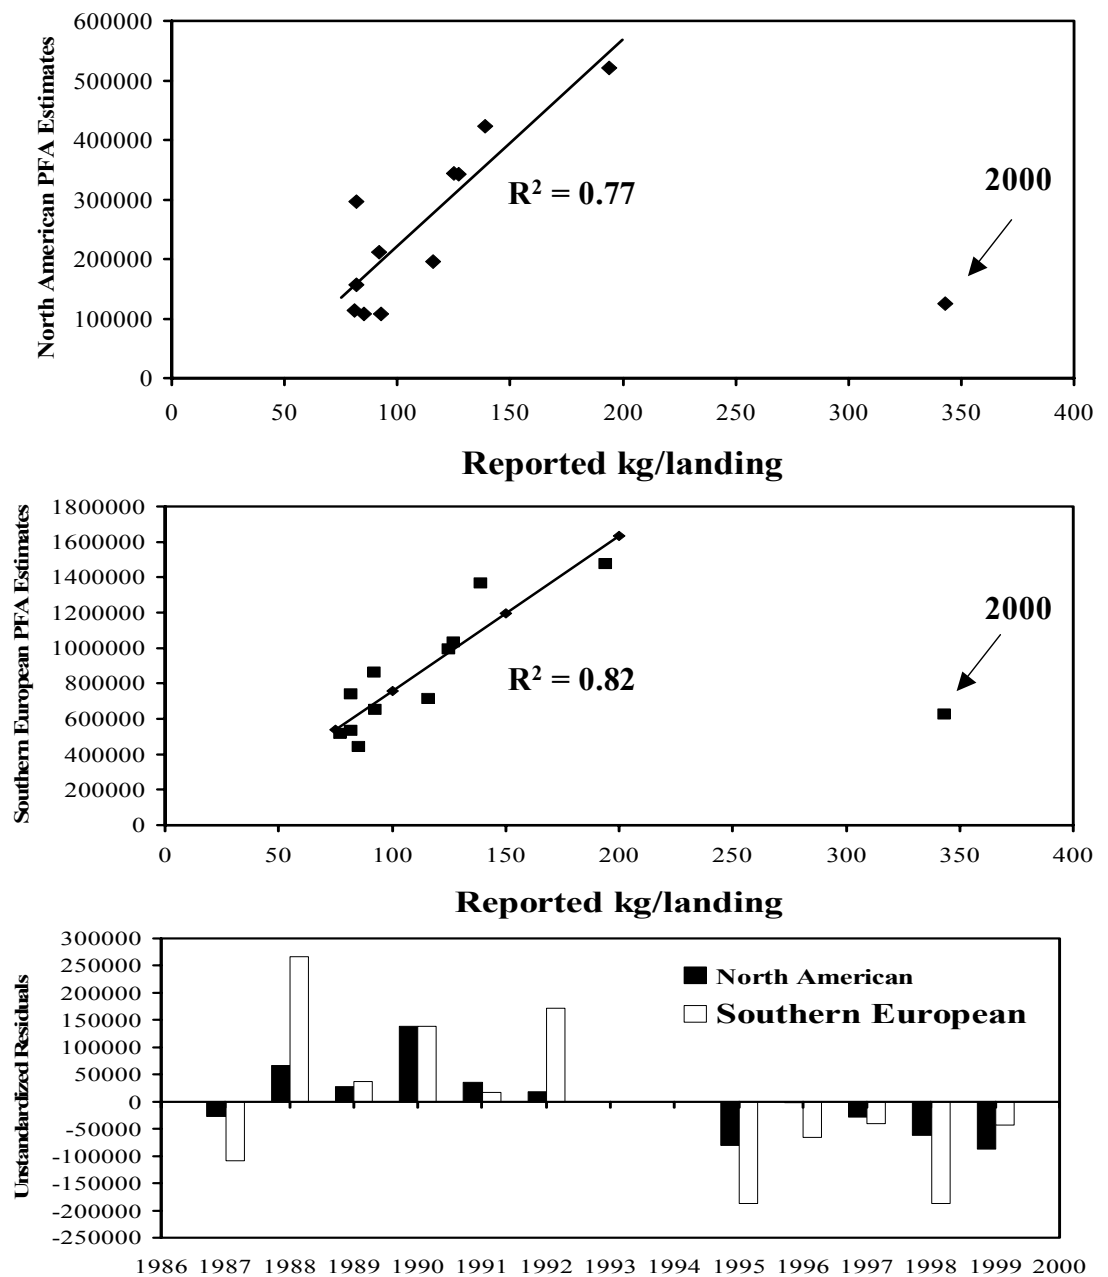 North American PFA Estimates
600000
500000
400000
300000
200000
100000
0
R² = 0.77
2000
0 50 100 150 200 250 300 350 400
Reported kg/landing
Southern European PFA Estimates
1800000
1600000
1400000
1200000
1000000
800000
600000
400000
200000
0
R² = 0.82
2000
0 50 100 150 200 250 300 350 400
Reported kg/landing
Unstandardized Residuals
300000
250000
200000
150000
100000
50000
0
-50000
-100000
-150000
-200000
-250000
North American
Southern European
1986 1987 1988 1989 1990 1991 1992 1993 1994 1995 1996 1997 1998 1999 2000